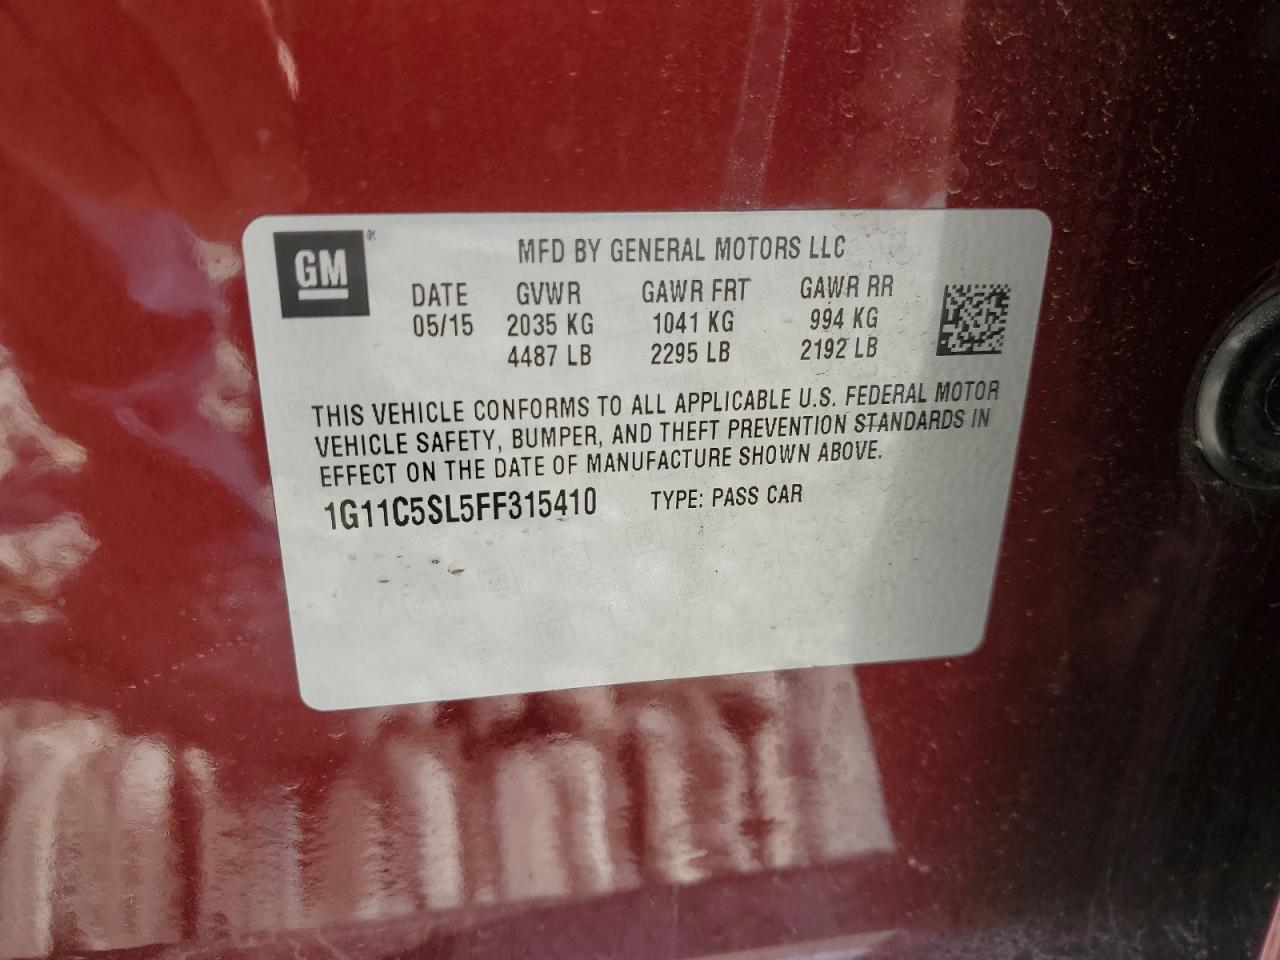 GM®
MFD BY GENERAL MOTORS LLC
DATE GVWR GAWR FRT GAWR RR
05/15 2035 KG 1041 KG 994 KG
4487 LB 2295 LB 2192 LB
THIS VEHICLE CONFORMS TO ALL APPLICABLE U.S. FEDERAL MOTOR
VEHICLE SAFETY, BUMPER, AND THEFT PREVENTION STANDARDS IN
EFFECT ON THE DATE OF MANUFACTURE SHOWN ABOVE.
1G11C5SL5FF315410 TYPE: PASS CAR